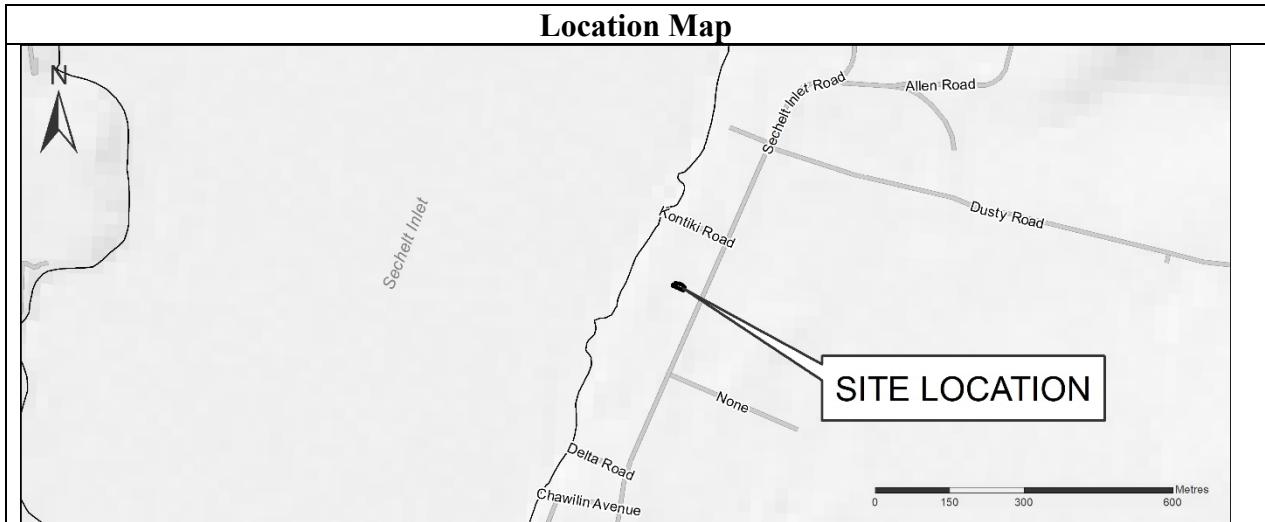 Location Map
N
Sechelt Inlet Road
Allen Road
Dusty Road
Sechelt Inlet
Kontiki Road
SITE LOCATION
None
Delta Road
Chawilin Avenue
Metres
0 150 300 600